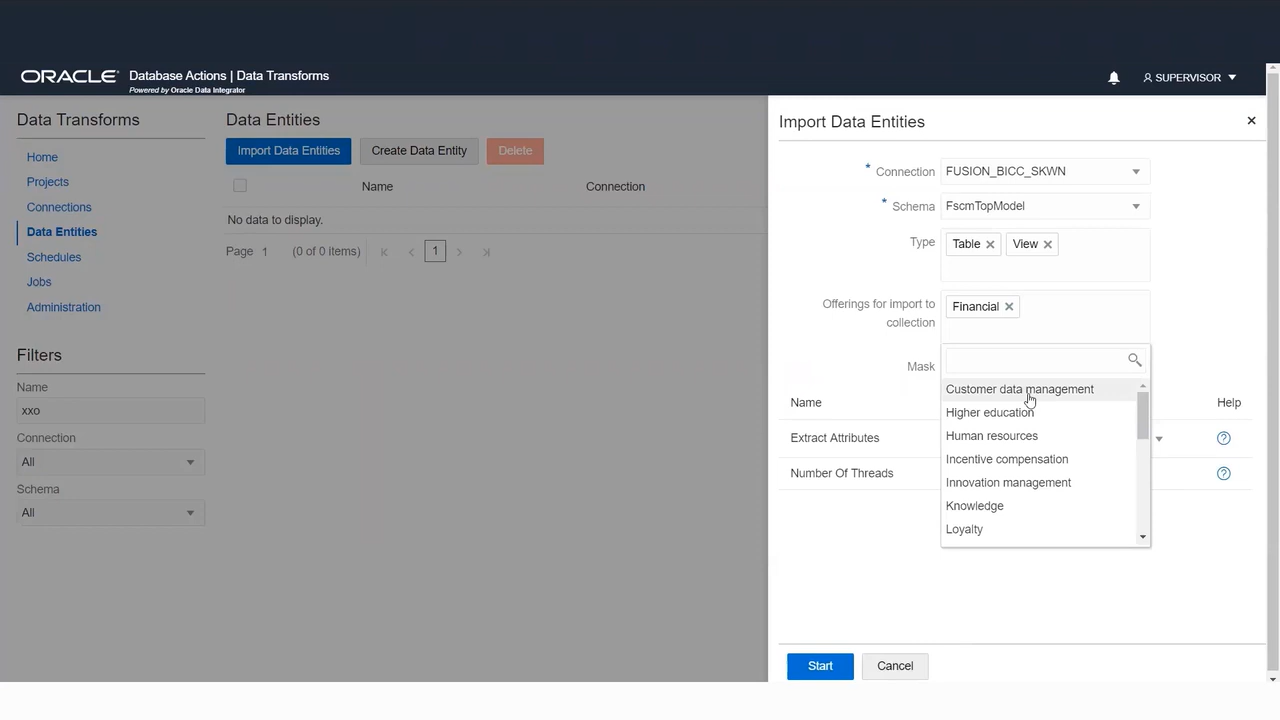 ORACLE Database Actions | Data Transforms
Powered by Oracle Data Integrator
SUPERVISOR
Data Transforms
Home
Projects
Connections
Data Entities
Schedules
Jobs
Administration
Filters
Name
xxo
Connection
All
Schema
All
Data Entities
Import Data Entities Create Data Entity Delete
Name Connection
No data to display.
Page 1 (0 of 0 items) 1
Import Data Entities
* Connection FUSION_BICC_SKWN
* Schema FscmTopModel
Type Table View
Offerings for import to
collection
Financial
Mask
Customer data management
Higher education
Human resources
Incentive compensation
Innovation management
Knowledge
Loyalty
Name Help
Extract Attributes
Number Of Threads
Start Cancel